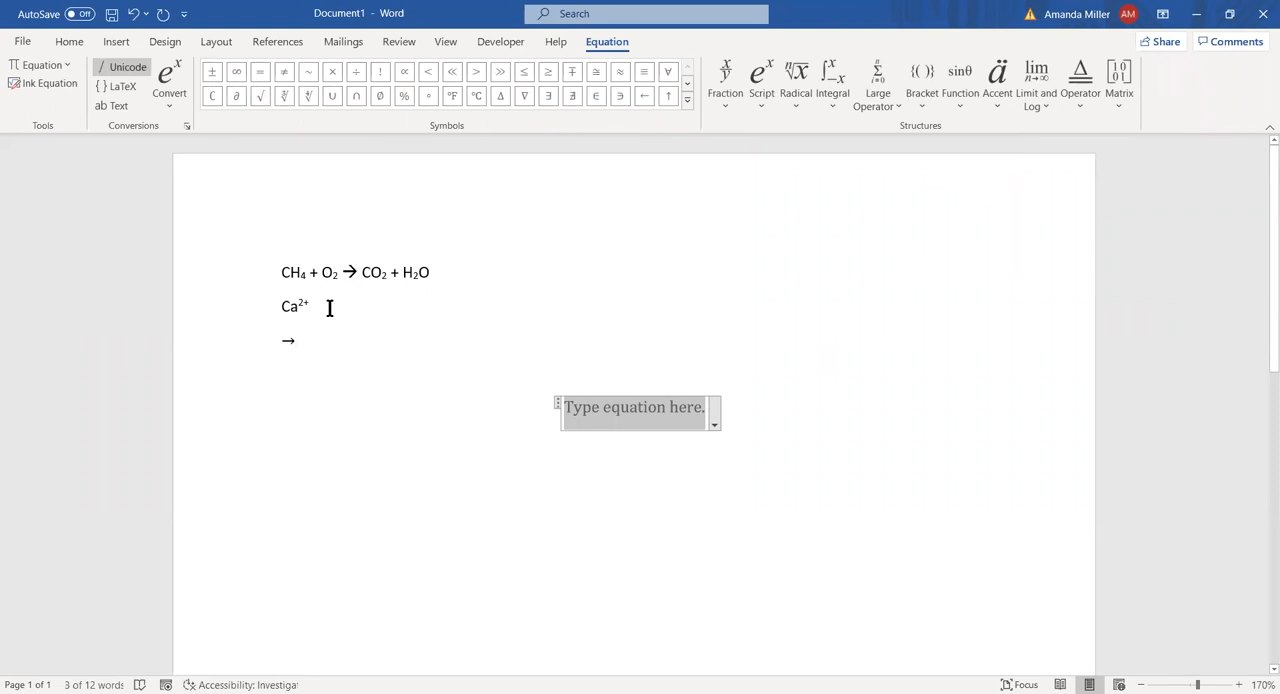 AutoSave Off Document1 - Word Search Amanda Miller AM
File Home Insert Design Layout References Mailings Review View Developer Help Equation Share Comments
Equation
Ink Equation
Tools
Unicode
LaTeX
ab Text
Convert
Conversions
± ∞ = ≠ ~ × ÷ ! ∝ < ≪ > ≫ ≤ ≥ ∓ ≅ ≈ ≡ ∀
∁ ∂ √ ∛ ∜ ∪ ∩ ∅ % ° °F °C ∆ ∇ ∃ ∄ ∈ ∋ ← ↑
Symbols
Fraction Script Radical Integral Large Operator Bracket Function Accent Limit and Log Operator Matrix
Structures
CH₄ + O₂ → CO₂ + H₂O
Ca²⁺
→
Type equation here.
Page 1 of 1 3 of 12 words Accessibility: Investiga Focus 170%